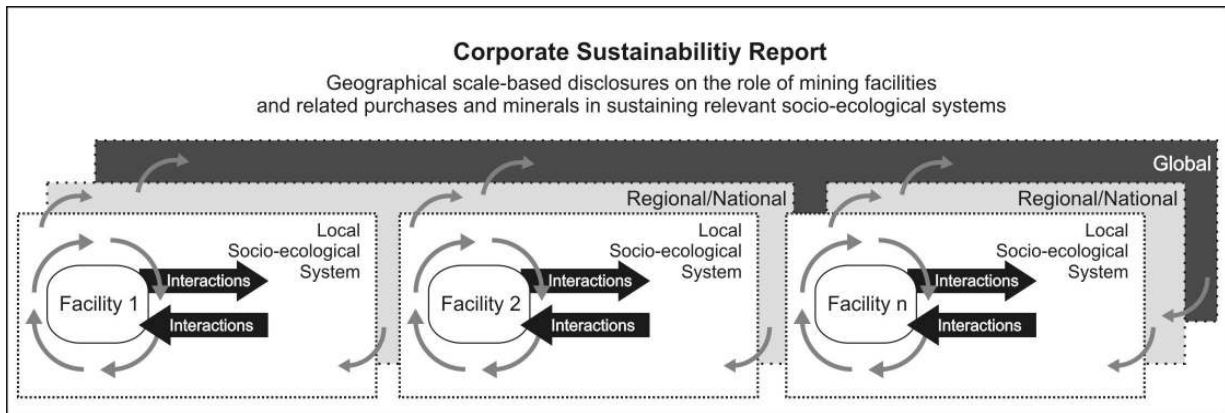 Corporate Sustainabilitiy Report
Geographical scale-based disclosures on the role of mining facilities
and related purchases and minerals in sustaining relevant socio-ecological systems
Global
Regional/National
Regional/National
Local
Socio-ecological
System
Facility 1
Interactions
Interactions
Local
Socio-ecological
System
Facility 2
Interactions
Interactions
Local
Socio-ecological
System
Facility n
Interactions
Interactions